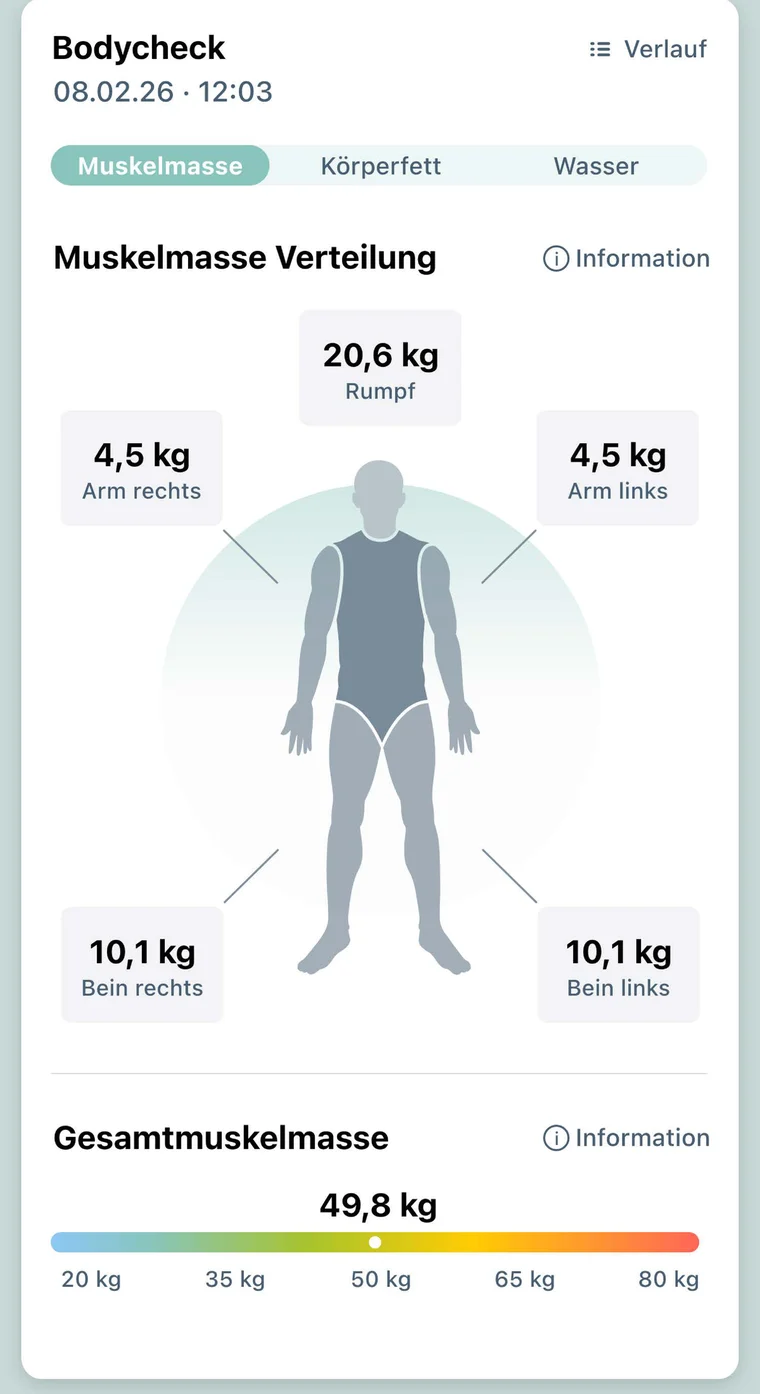 Bodycheck
Verlauf
08.02.26 · 12:03
Muskelmasse
Körperfett
Wasser
Muskelmasse Verteilung
Information
20,6 kg
Rumpf
4,5 kg
Arm rechts
4,5 kg
Arm links
10,1 kg
Bein rechts
10,1 kg
Bein links
Gesamtmuskelmasse
Information
49,8 kg
20 kg
35 kg
50 kg
65 kg
80 kg